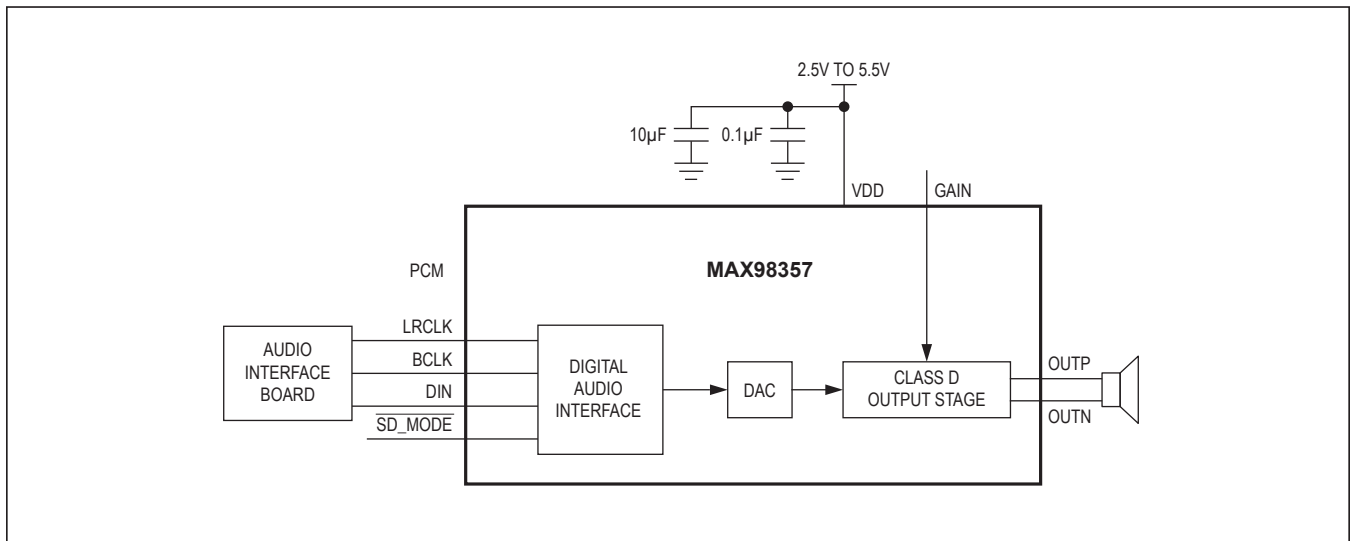 2.5V TO 5.5V
10µF
0.1µF
VDD
GAIN
PCM
MAX98357
LRCLK
BCLK
DIN
SD_MODE
AUDIO
INTERFACE
BOARD
DIGITAL
AUDIO
INTERFACE
DAC
CLASS D
OUTPUT STAGE
OUTP
OUTN